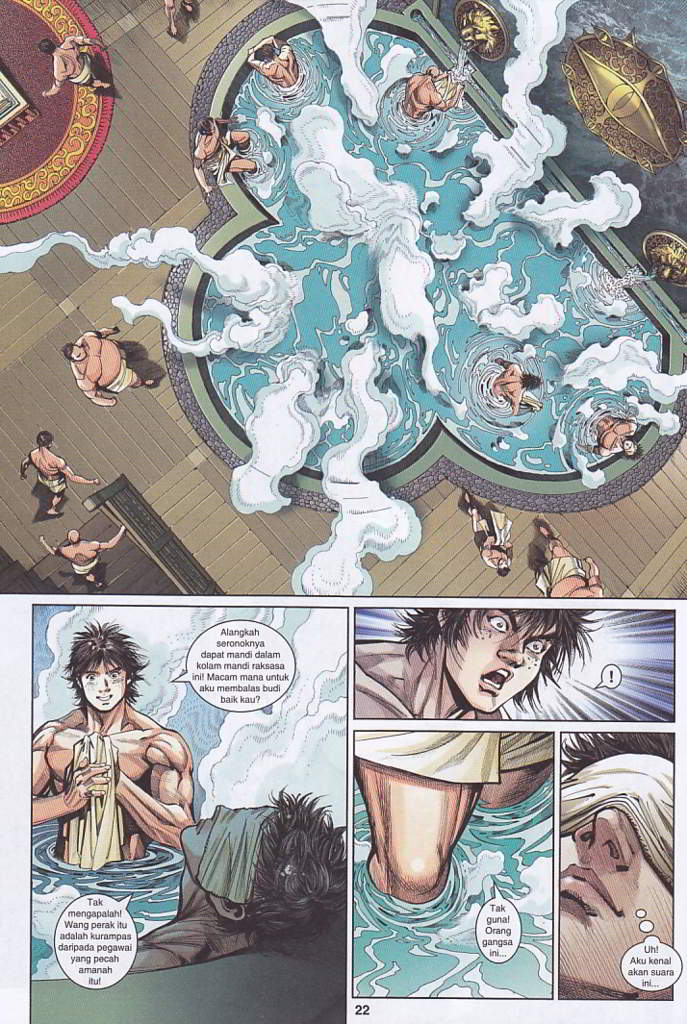 Alangkah
seronoknya
dapat mandi dalam
kolam mandi raksasa
ini! Macam mana untuk
aku membalas budi
baik kau?
Tak
mengapalah!
Wang perak itu
adalah kurampas
daripada pegawai
yang pecah
amanah
itu!
!
Tak
guna!
Orang
gangsa
ini...
Uh!
Aku kenal
akan suara
ini...
22